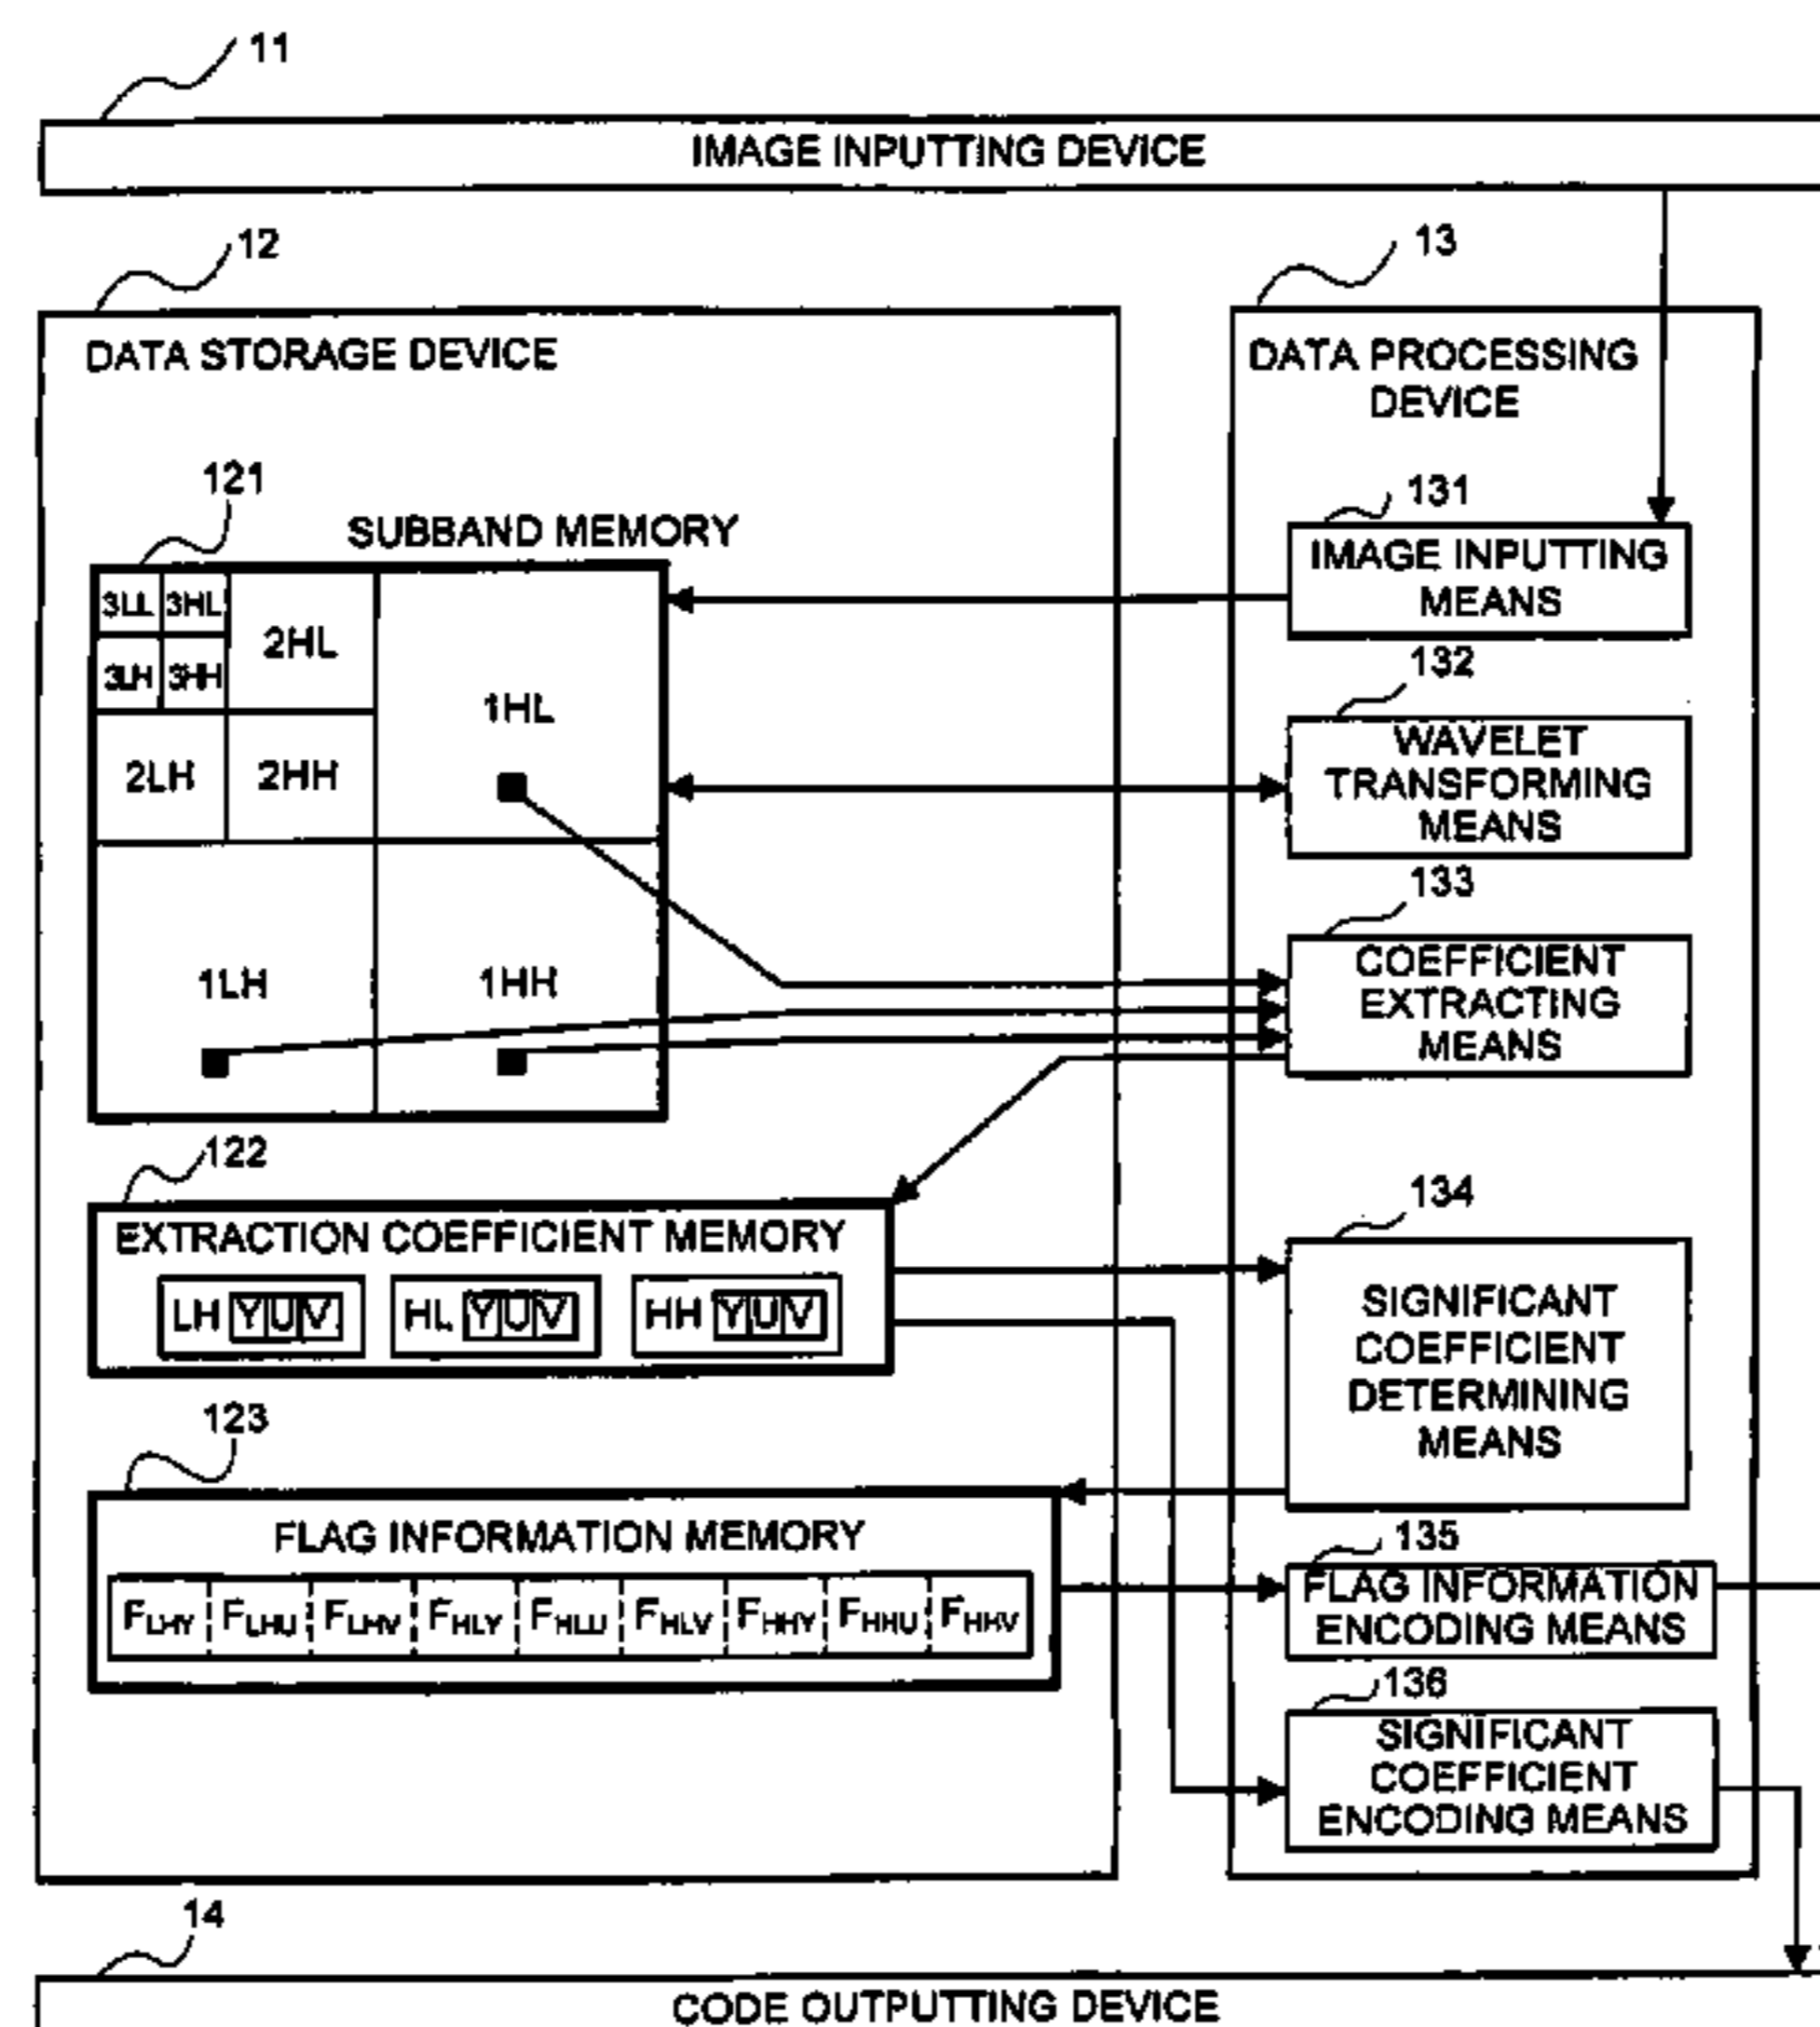 11
IMAGE INPUTTING DEVICE
12
13
DATA STORAGE DEVICE
DATA PROCESSING
DEVICE
121
SUBBAND MEMORY
3LL 3HL
3LH 3HH
2HL
1HL
2LH 2HH
1LH
1HH
131
IMAGE INPUTTING
MEANS
132
WAVELET
TRANSFORMING
MEANS
133
COEFFICIENT
EXTRACTING
MEANS
122
EXTRACTION COEFFICIENT MEMORY
LH Y U V
HL Y U V
HH Y U V
134
SIGNIFICANT
COEFFICIENT
DETERMINING
MEANS
123
FLAG INFORMATION MEMORY
FLHY FLHU FLHV FHLY FHLU FHLV FHHY FHHU FHHV
135
FLAG INFORMATION
ENCODING MEANS
136
SIGNIFICANT
COEFFICIENT
ENCODING MEANS
14
CODE OUTPUTTING DEVICE